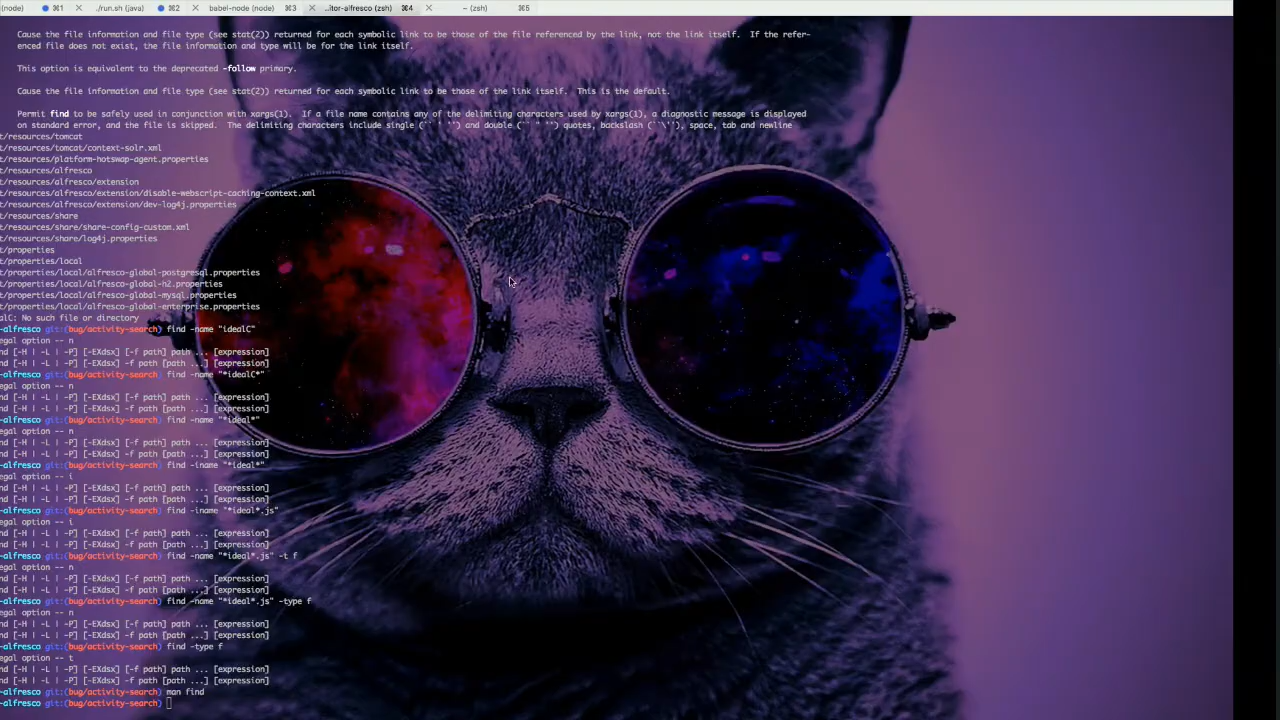 (node) ⌘1 ../run.sh (java) ⌘2 babel-node (node) ⌘3 ..itor-alfresco (zsh) ⌘4 ~ (zsh) ⌘5
Cause the file information and file type (see stat(2)) returned for each symbolic link to be those of the file referenced by the link, not the link itself. If the refer-
enced file does not exist, the file information and type will be for the link itself.
This option is equivalent to the deprecated -follow primary.
Cause the file information and file type (see stat(2)) returned for each symbolic link to be those of the link itself. This is the default.
Permit find to be safely used in conjunction with xargs(1). If a file name contains any of the delimiting characters used by xargs(1), a diagnostic message is displayed
on standard error, and the file is skipped. The delimiting characters include single (`` ' '') and double (`` " '') quotes, backslash (``\''), space, tab and newline
t/resources/tomcat
t/resources/tomcat/context-solr.xml
t/resources/platform-hotswap-agent.properties
t/resources/alfresco
t/resources/alfresco/extension
t/resources/alfresco/extension/disable-webscript-caching-context.xml
t/resources/alfresco/extension/dev-log4j.properties
t/resources/share
t/resources/share/share-config-custom.xml
t/resources/share/log4j.properties
t/properties
t/properties/local
t/properties/local/alfresco-global-postgresql.properties
t/properties/local/alfresco-global-h2.properties
t/properties/local/alfresco-global-mysql.properties
t/properties/local/alfresco-global-enterprise.properties
alC: No such file or directory
-alfresco git:(bug/activity-search) find -name "idealC"
egal option -- n
nd [-H | -L | -P] [-EXdsx] [-f path] path ... [expression]
nd [-H | -L | -P] [-EXdsx] -f path [path ...] [expression]
-alfresco git:(bug/activity-search) find -name "*idealC*"
egal option -- n
nd [-H | -L | -P] [-EXdsx] [-f path] path ... [expression]
nd [-H | -L | -P] [-EXdsx] -f path [path ...] [expression]
-alfresco git:(bug/activity-search) find -name "*ideal*"
egal option -- n
nd [-H | -L | -P] [-EXdsx] [-f path] path ... [expression]
nd [-H | -L | -P] [-EXdsx] -f path [path ...] [expression]
-alfresco git:(bug/activity-search) find -iname "*ideal*"
egal option -- i
nd [-H | -L | -P] [-EXdsx] [-f path] path ... [expression]
nd [-H | -L | -P] [-EXdsx] -f path [path ...] [expression]
-alfresco git:(bug/activity-search) find -iname "*ideal*.js"
egal option -- i
nd [-H | -L | -P] [-EXdsx] [-f path] path ... [expression]
nd [-H | -L | -P] [-EXdsx] -f path [path ...] [expression]
-alfresco git:(bug/activity-search) find -name "*ideal*.js" -t f
egal option -- n
nd [-H | -L | -P] [-EXdsx] [-f path] path ... [expression]
nd [-H | -L | -P] [-EXdsx] -f path [path ...] [expression]
-alfresco git:(bug/activity-search) find -name "*ideal*.js" -type f
egal option -- n
nd [-H | -L | -P] [-EXdsx] [-f path] path ... [expression]
nd [-H | -L | -P] [-EXdsx] -f path [path ...] [expression]
-alfresco git:(bug/activity-search) find -type f
egal option -- t
nd [-H | -L | -P] [-EXdsx] [-f path] path ... [expression]
nd [-H | -L | -P] [-EXdsx] -f path [path ...] [expression]
-alfresco git:(bug/activity-search) man find
-alfresco git:(bug/activity-search)